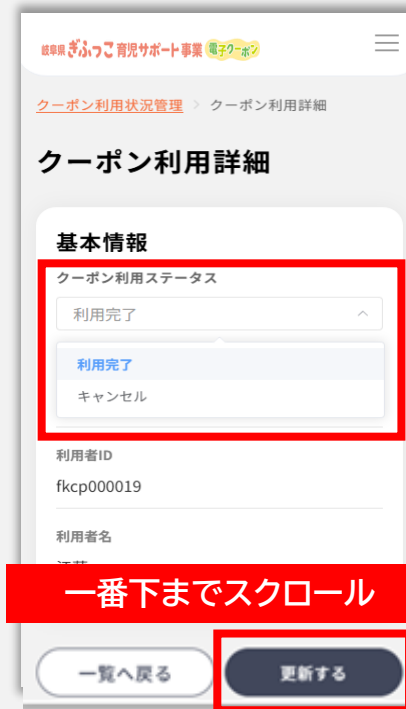 岐阜県 ぎふっこ 育児サポート事業 電子クーポン
クーポン利用状況管理 > クーポン利用詳細
クーポン利用詳細
基本情報
クーポン利用ステータス
利用完了
利用完了
キャンセル
利用者ID
fkcp000019
利用者名
一番下までスクロール
一覧へ戻る
更新する